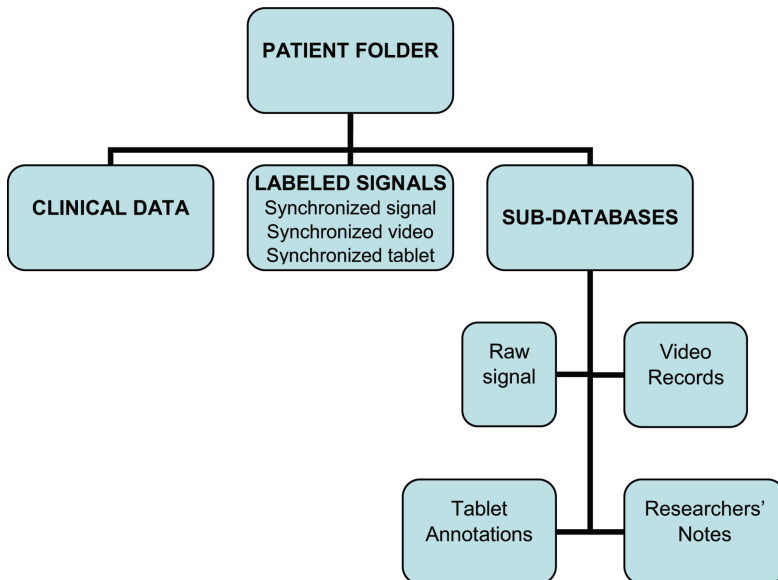 PATIENT FOLDER
CLINICAL DATA
LABELED SIGNALS
Synchronized signal
Synchronized video
Synchronized tablet
SUB-DATABASES
Raw
signal
Video
Records
Tablet
Annotations
Researchers’
Notes